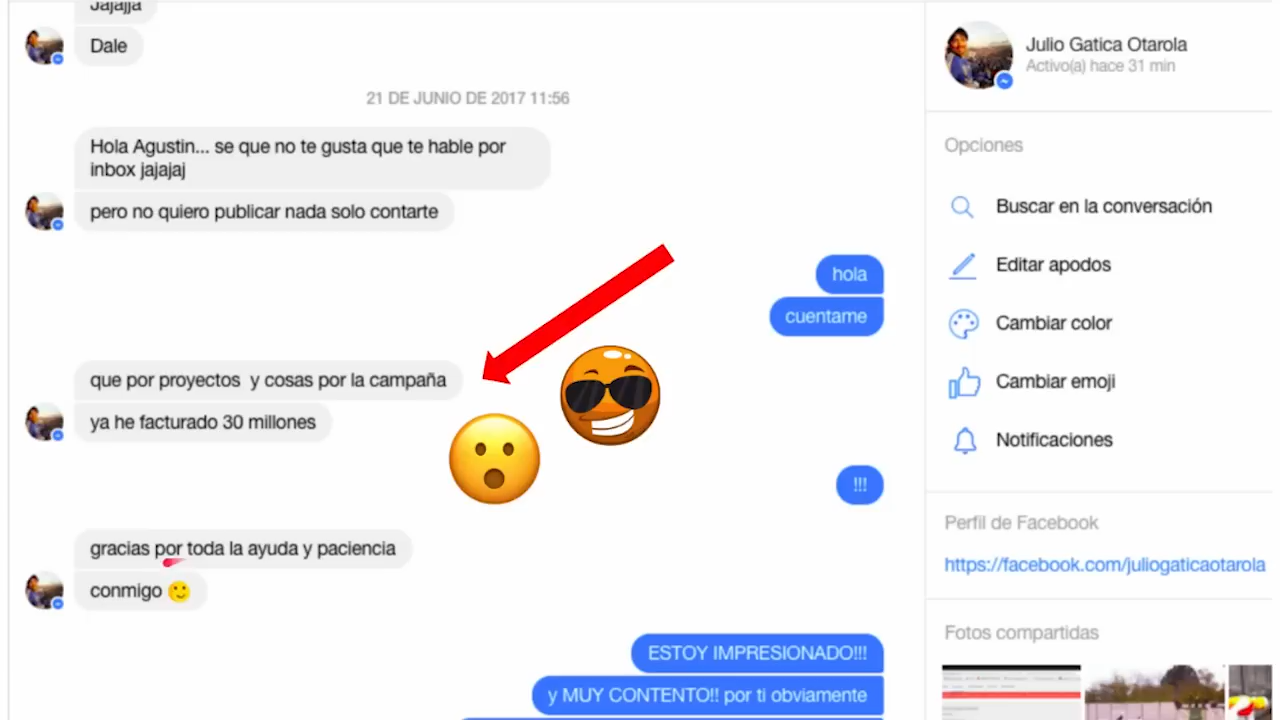 Jajajja
Dale
21 DE JUNIO DE 2017 11:56
Hola Agustin... se que no te gusta que te hable por
inbox jajajaj
pero no quiero publicar nada solo contarte
hola
cuentame
que por proyectos y cosas por la campaña
ya he facturado 30 millones
!!!
gracias por toda la ayuda y paciencia
conmigo
ESTOY IMPRESIONADO!!!
y MUY CONTENTO!! por ti obviamente
Julio Gatica Otarola
Activo(a) hace 31 min
Opciones
Buscar en la conversación
Editar apodos
Cambiar color
Cambiar emoji
Notificaciones
Perfil de Facebook
https://facebook.com/juliogaticaotarola
Fotos compartidas